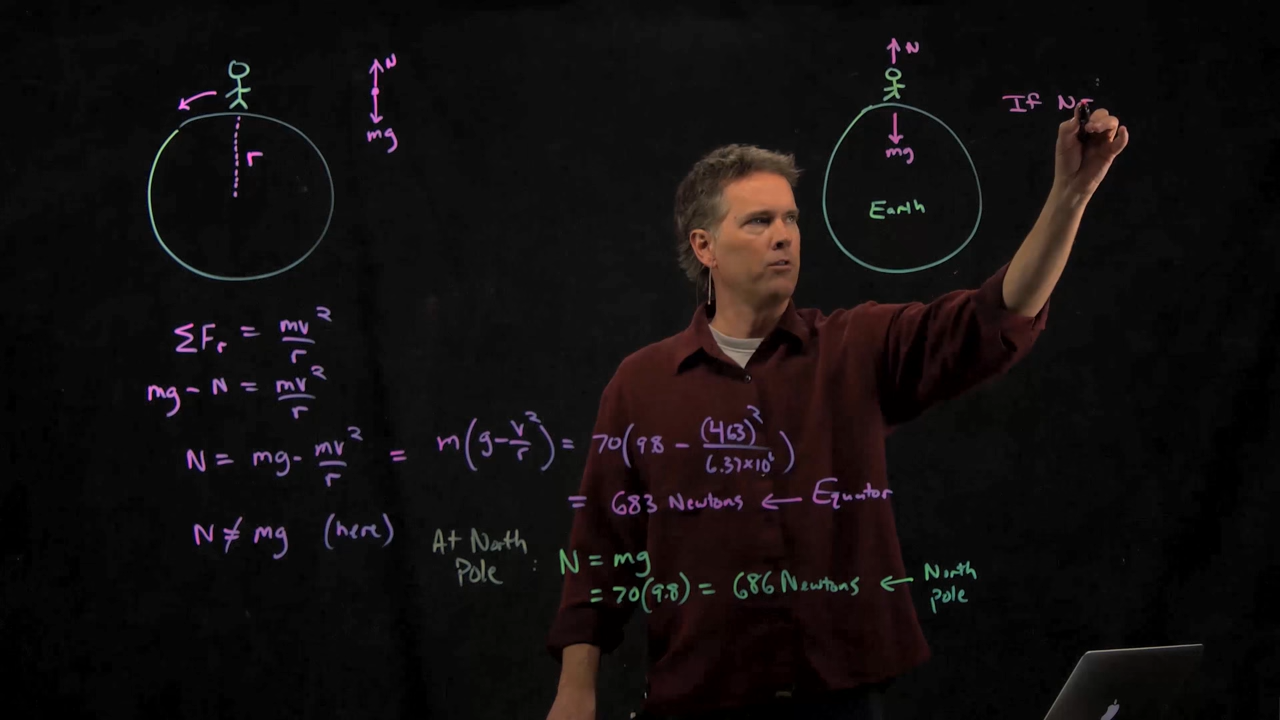 N
mg
r
ΣFᵣ = mv²/r
mg - N = mv²/r
N = mg - mv²/r = m(g - v²/r) = 70(9.8 - (463)²/6.37×10⁶)
= 683 Newtons ← Equator
N ≠ mg (here)
At North Pole : N = mg
= 70(9.8) = 686 Newtons ← North pole
N
mg
Earth
If N